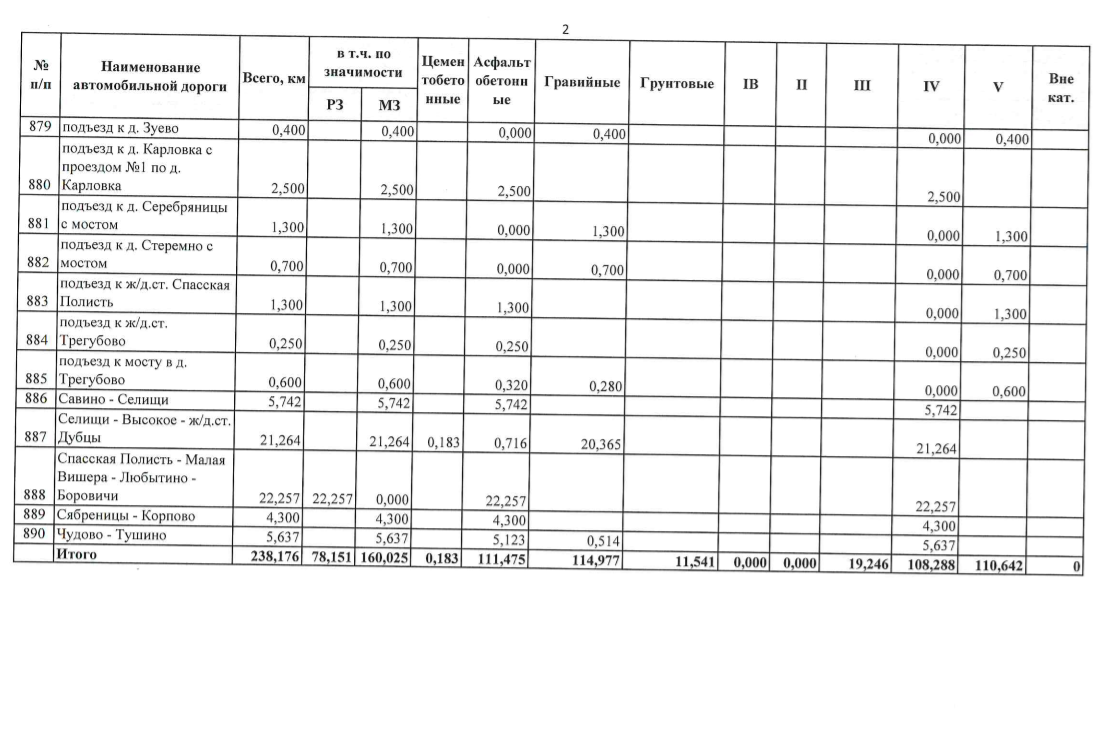 2
№ п/п | Наименование автомобильной дороги | Всего, км | в т.ч. по значимости | Цемен тобето нные | Асфальт обетонн ые | Гравийные | Грунтовые | IВ | II | III | IV | V | Вне кат.
РЗ | МЗ
879 | подъезд к д. Зуево | 0,400 | | 0,400 | | 0,000 | 0,400 | | | | | 0,000 | 0,400 |
подъезд к д. Карловка с
проездом №1 по д.
880 | Карловка | 2,500 | | 2,500 | | 2,500 | | | | | | 2,500 | |
подъезд к д. Серебряницы
881 | с мостом | 1,300 | | 1,300 | | 0,000 | 1,300 | | | | | 0,000 | 1,300 |
подъезд к д. Стеремно с
882 | мостом | 0,700 | | 0,700 | | 0,000 | 0,700 | | | | | 0,000 | 0,700 |
подъезд к ж/д.ст. Спасская
883 | Полисть | 1,300 | | 1,300 | | 1,300 | | | | | | 0,000 | 1,300 |
подъезд к ж/д.ст.
884 | Трегубово | 0,250 | | 0,250 | | 0,250 | | | | | | 0,000 | 0,250 |
подъезд к мосту в д.
885 | Трегубово | 0,600 | | 0,600 | | 0,320 | 0,280 | | | | | 0,000 | 0,600 |
886 | Савино - Селищи | 5,742 | | 5,742 | | 5,742 | | | | | | 5,742 | |
Селищи - Высокое - ж/д.ст.
887 | Дубцы | 21,264 | | 21,264 | 0,183 | 0,716 | 20,365 | | | | | 21,264 | |
Спасская Полисть - Малая
Вишера - Любытино -
888 | Боровичи | 22,257 | 22,257 | 0,000 | | 22,257 | | | | | | 22,257 | |
889 | Сябреницы - Корпово | 4,300 | | 4,300 | | 4,300 | | | | | | 4,300 | |
890 | Чудово - Тушино | 5,637 | | 5,637 | | 5,123 | 0,514 | | | | | 5,637 | |
Итого | 238,176 | 78,151 | 160,025 | 0,183 | 111,475 | 114,977 | 11,541 | 0,000 | 0,000 | 19,246 | 108,288 | 110,642 | 0